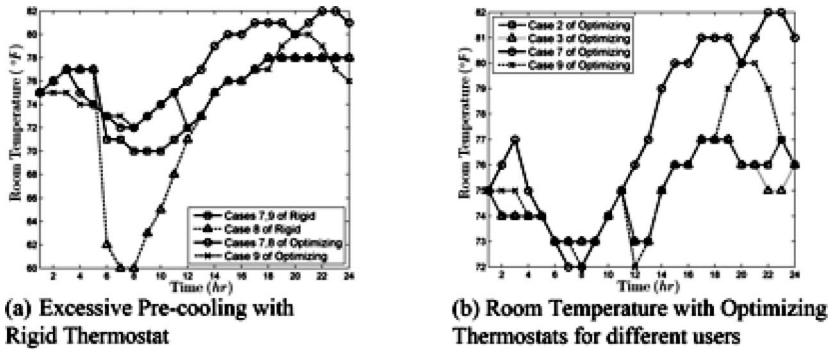 82
80
78
76
74
72
70
68
66
64
62
60
Room Temperature (°F)
Cases 7,9 of Rigid
Case 8 of Rigid
Cases 7,8 of Optimizing
Case 9 of Optimizing
2 4 6 8 10 12 14 16 18 20 22 24
Time (hr)
(a) Excessive Pre-cooling with
Rigid Thermostat
82
81
80
79
78
77
76
75
74
73
72
Room Temperature (°F)
Case 2 of Optimizing
Case 3 of Optimizing
Case 7 of Optimizing
Case 9 of Optimizing
2 4 6 8 10 12 14 16 18 20 22 24
Time (hr)
(b) Room Temperature with Optimizing
Thermostats for different users